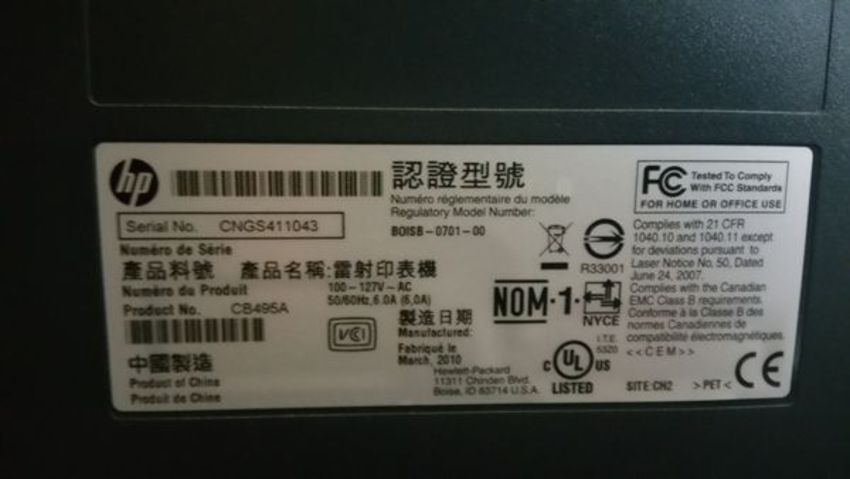 hp
認證型號
Numéro réglementaire du modèle
Regulatory Model Number:
BOISB-0701-00
Serial No. CNGS411043
Numéro de Série
產品料號 產品名稱:雷射印表機
Numéro du Produit 100-127V~AC
50/60Hz, 6.0A (6,0A)
Product No. CB495A
中國製造
Product of China
Produit de Chine
VCI
製造日期
Manufactured:
Fabriqué le
March, 2010
Hewlett-Packard
11311 Chinden Blvd.
Boise, ID 83714 U.S.A.
R33001
NOM·1·
NYCE
C UL US
LISTED
I.T.E.
FC Tested To Comply
With FCC Standards
FOR HOME OR OFFICE USE
Complies with 21 CFR
1040.10 and 1040.11 except
for deviations pursuant to
Laser Notice No. 50, Dated
June 24, 2007.
Complies with the Canadian
EMC Class B requirements.
Conforme à la Classe B des
normes Canadiennes de
compatibilité électromagnétiques.
<<CEM>>
SITE:CH2 >PET< CE